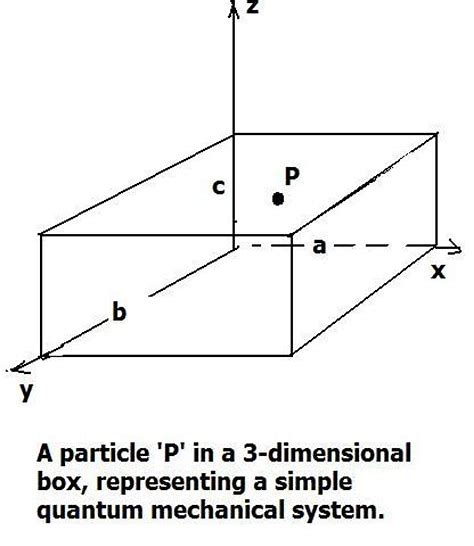 z
c
P
a
x
b
y
A particle 'P' in a 3-dimensional
box, representing a simple
quantum mechanical system.